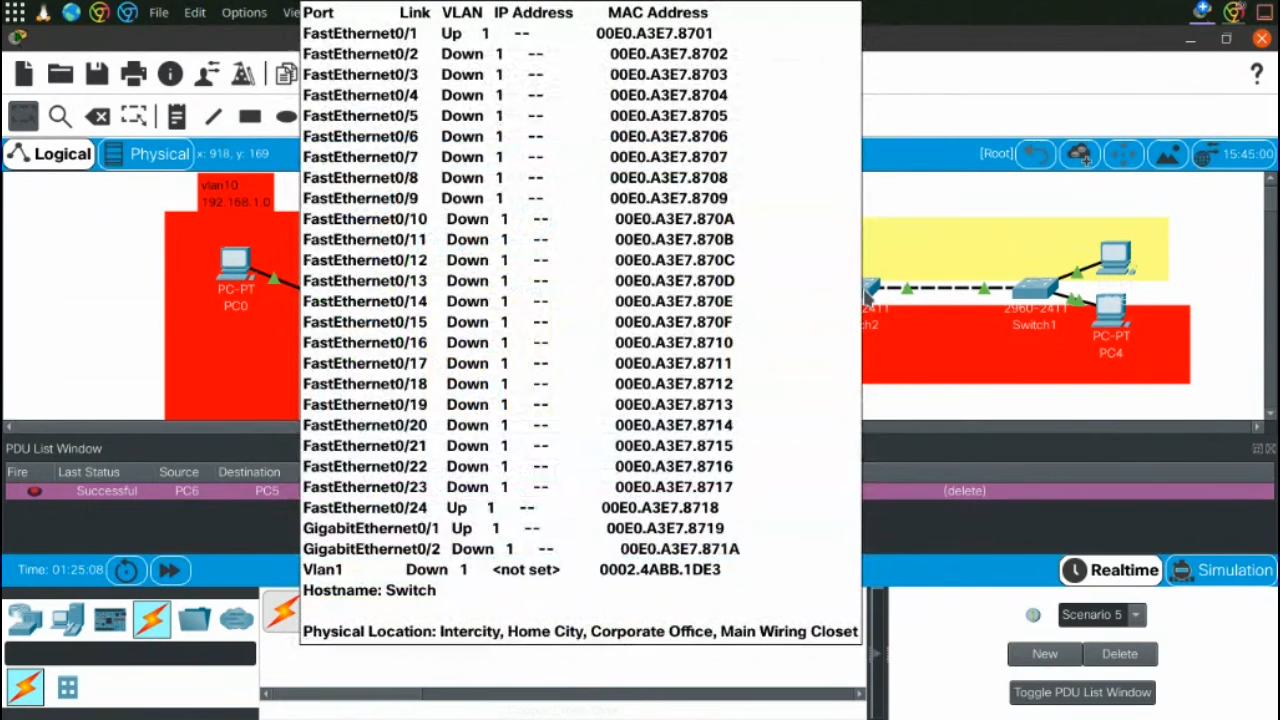 File Edit Options Vi
Port Link VLAN IP Address MAC Address
FastEthernet0/1 Up 1 -- 00E0.A3E7.8701
FastEthernet0/2 Down 1 -- 00E0.A3E7.8702
FastEthernet0/3 Down 1 -- 00E0.A3E7.8703
FastEthernet0/4 Down 1 -- 00E0.A3E7.8704
FastEthernet0/5 Down 1 -- 00E0.A3E7.8705
FastEthernet0/6 Down 1 -- 00E0.A3E7.8706
FastEthernet0/7 Down 1 -- 00E0.A3E7.8707
FastEthernet0/8 Down 1 -- 00E0.A3E7.8708
FastEthernet0/9 Down 1 -- 00E0.A3E7.8709
FastEthernet0/10 Down 1 -- 00E0.A3E7.870A
FastEthernet0/11 Down 1 -- 00E0.A3E7.870B
FastEthernet0/12 Down 1 -- 00E0.A3E7.870C
FastEthernet0/13 Down 1 -- 00E0.A3E7.870D
FastEthernet0/14 Down 1 -- 00E0.A3E7.870E
FastEthernet0/15 Down 1 -- 00E0.A3E7.870F
FastEthernet0/16 Down 1 -- 00E0.A3E7.8710
FastEthernet0/17 Down 1 -- 00E0.A3E7.8711
FastEthernet0/18 Down 1 -- 00E0.A3E7.8712
FastEthernet0/19 Down 1 -- 00E0.A3E7.8713
FastEthernet0/20 Down 1 -- 00E0.A3E7.8714
FastEthernet0/21 Down 1 -- 00E0.A3E7.8715
FastEthernet0/22 Down 1 -- 00E0.A3E7.8716
FastEthernet0/23 Down 1 -- 00E0.A3E7.8717
FastEthernet0/24 Up 1 -- 00E0.A3E7.8718
GigabitEthernet0/1 Up 1 -- 00E0.A3E7.8719
GigabitEthernet0/2 Down 1 -- 00E0.A3E7.871A
Vlan1 Down 1 <not set> 0002.4ABB.1DE3
Hostname: Switch
Physical Location: Intercity, Home City, Corporate Office, Main Wiring Closet
?
Logical Physical x: 918, y: 169
[Root] 15:45:00
vlan10
192.168.1.0
PC-PT
PC0
2411
ch2
2960-24TT
Switch1
PC-PT
PC4
PDU List Window
Fire Last Status Source Destination
Successful PC6 PC5 (delete)
Time: 01:25:08
Realtime Simulation
Scenario 5
New Delete
Toggle PDU List Window